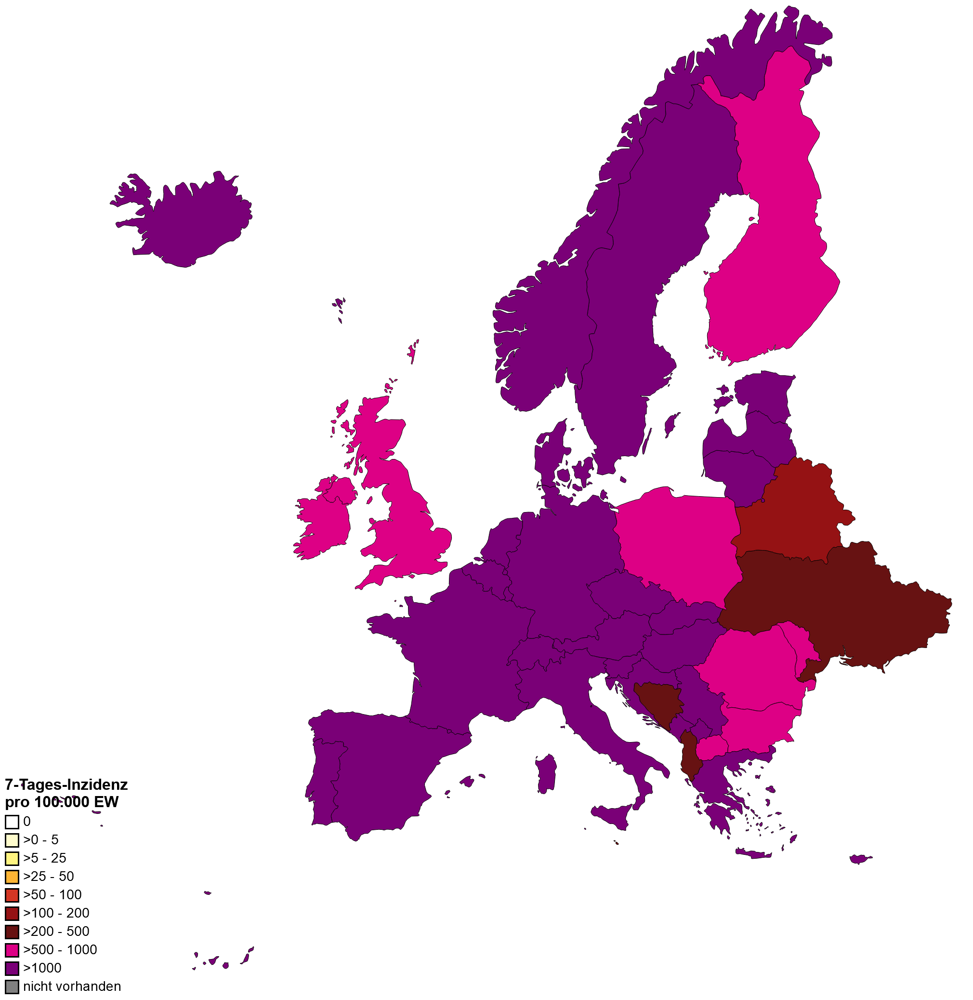 7-Tages-Inzidenz
pro 100.000 EW
0
>0 - 5
>5 - 25
>25 - 50
>50 - 100
>100 - 200
>200 - 500
>500 - 1000
>1000
nicht vorhanden